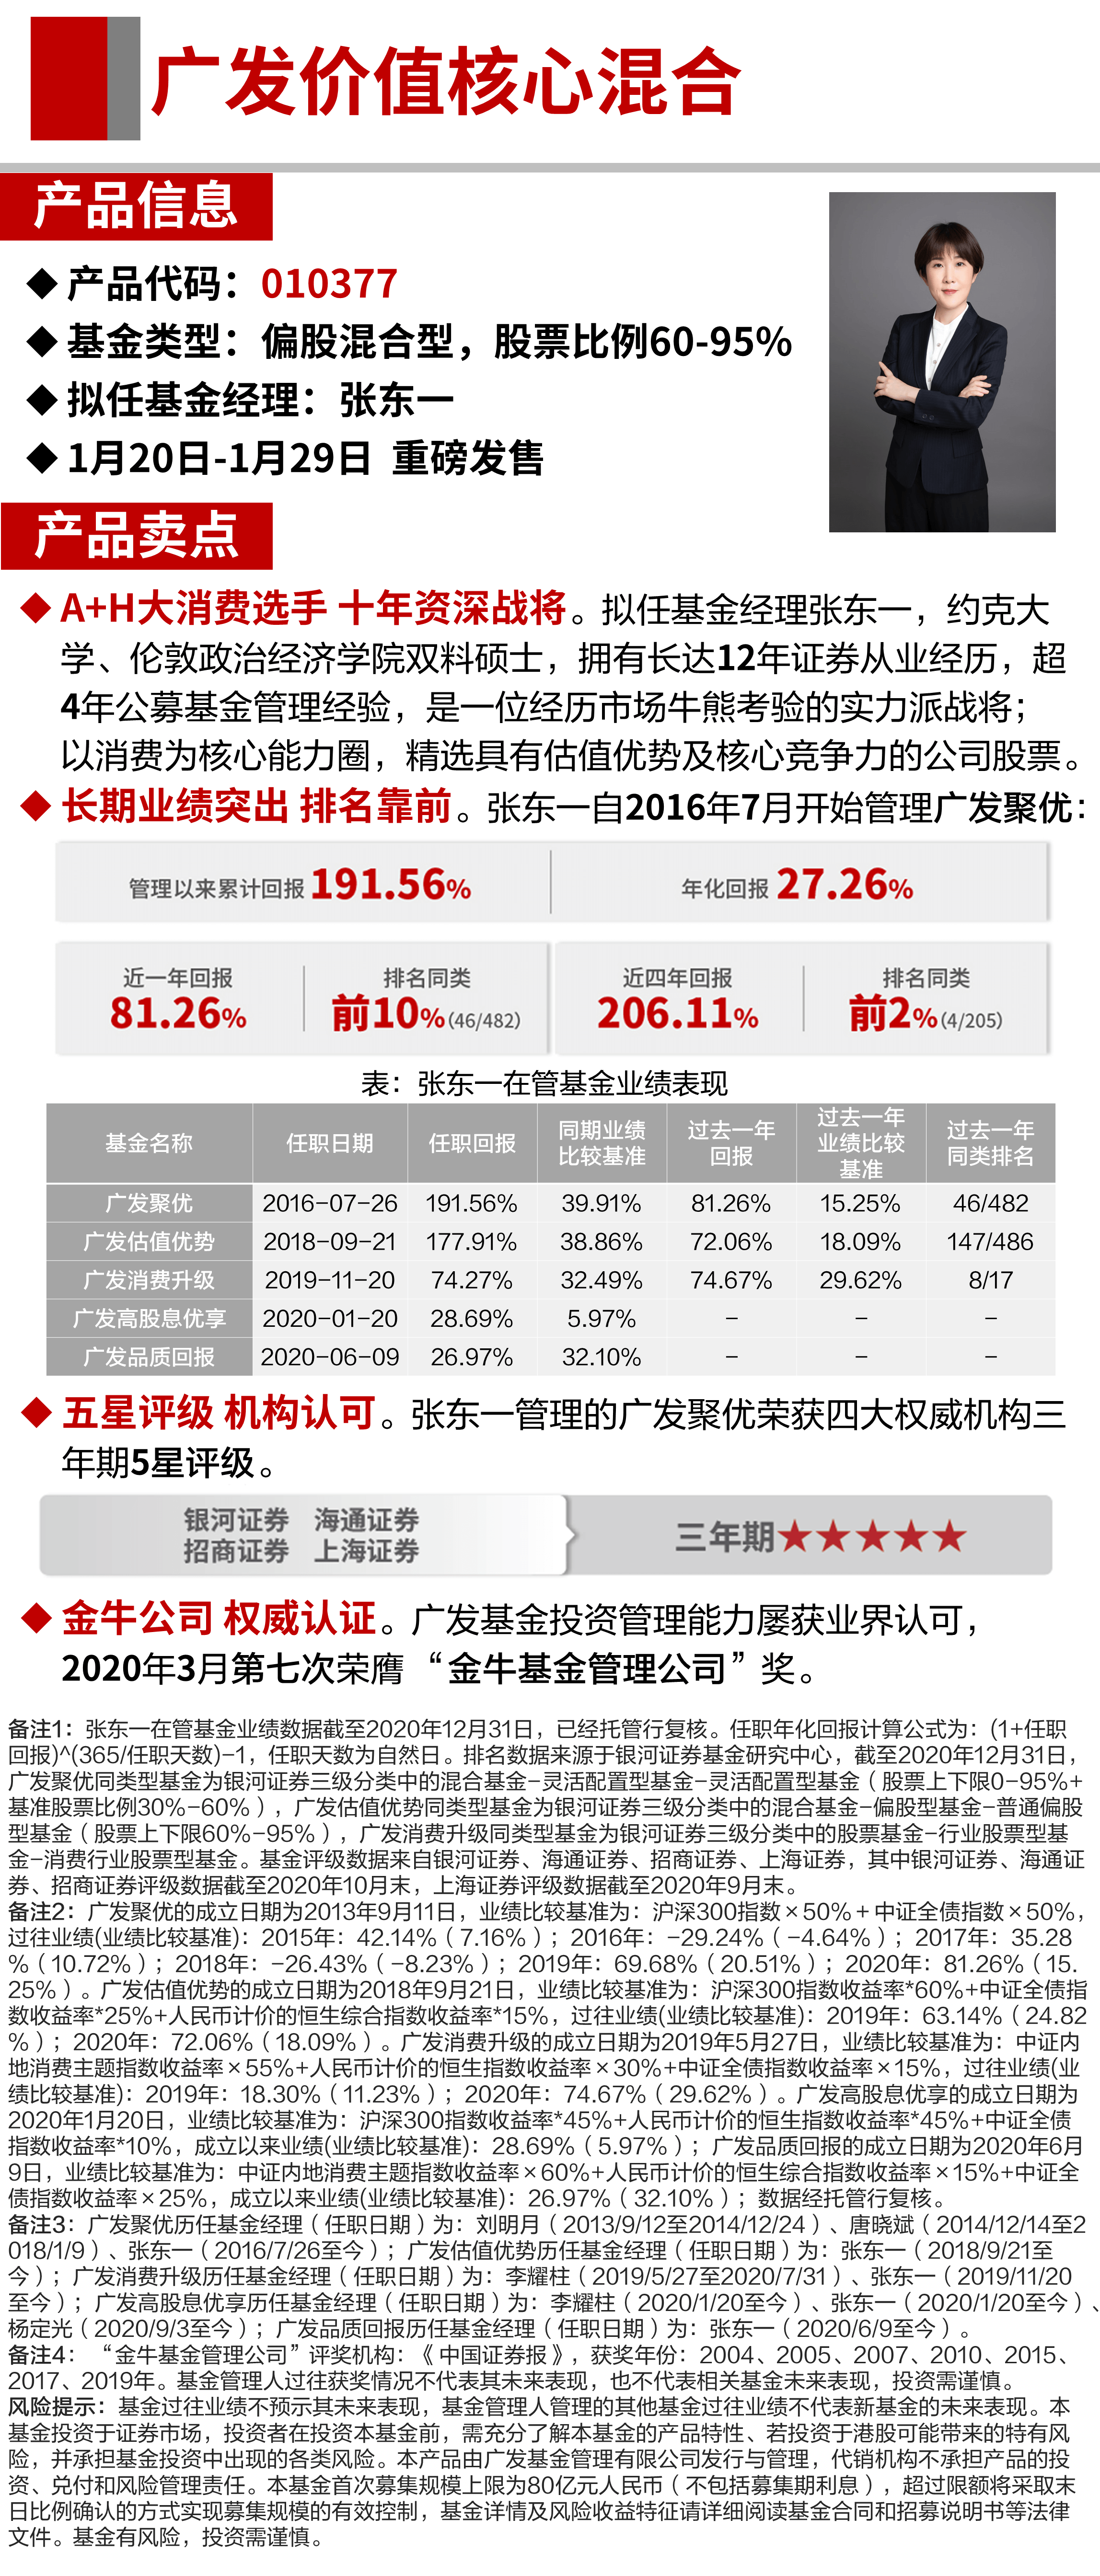 广发价值核心混合
产品信息
◆产品代码：010377
◆基金类型：偏股混合型，股票比例60-95%
◆拟任基金经理：张东一
◆1月20日-1月29日 重磅发售
产品卖点
◆A+H大消费选手 十年资深战将。拟任基金经理张东一，约克大
学、伦敦政治经济学院双料硕士，拥有长达12年证券从业经历，超
4年公募基金管理经验，是一位经历市场牛熊考验的实力派战将；
以消费为核心能力圈，精选具有估值优势及核心竞争力的公司股票。
◆长期业绩突出 排名靠前。张东一自2016年7月开始管理广发聚优：
管理以来累计回报191.56% 年化回报27.26%
近一年回报 排名同类 近四年回报 排名同类
81.26% 前10%(46/482) 206.11% 前2%(4/205)
表：张东一在管基金业绩表现
基金名称 任职日期 任职回报 同期业绩比较基准 过去一年回报 过去一年业绩比较基准 过去一年同类排名
广发聚优 2016-07-26 191.56% 39.91% 81.26% 15.25% 46/482
广发估值优势 2018-09-21 177.91% 38.86% 72.06% 18.09% 147/486
广发消费升级 2019-11-20 74.27% 32.49% 74.67% 29.62% 8/17
广发高股息优享 2020-01-20 28.69% 5.97% - - -
广发品质回报 2020-06-09 26.97% 32.10% - - -
◆五星评级 机构认可。张东一管理的广发聚优荣获四大权威机构三
年期5星评级。
银河证券 海通证券
招商证券 上海证券
三年期★★★★★
◆金牛公司 权威认证。广发基金投资管理能力屡获业界认可，
2020年3月第七次荣膺“金牛基金管理公司”奖。
备注1：张东一在管基金业绩数据截至2020年12月31日，已经托管行复核。任职年化回报计算公式为：(1+任职
回报)^(365/任职天数)-1，任职天数为自然日。排名数据来源于银河证券基金研究中心，截至2020年12月31日，
广发聚优同类型基金为银河证券三级分类中的混合基金-灵活配置型基金-灵活配置型基金（股票上下限0-95%+
基准股票比例30%-60%），广发估值优势同类型基金为银河证券三级分类中的混合基金-偏股型基金-普通偏股
型基金（股票上下限60%-95%），广发消费升级同类型基金为银河证券三级分类中的股票基金-行业股票型基
金-消费行业股票型基金。基金评级数据来自银河证券、海通证券、招商证券、上海证券，其中银河证券、海通证
券、招商证券评级数据截至2020年10月末，上海证券评级数据截至2020年9月末。
备注2：广发聚优的成立日期为2013年9月11日，业绩比较基准为：沪深300指数×50%+中证全债指数×50%，
过往业绩(业绩比较基准)：2015年：42.14%（7.16%）；2016年：-29.24%（-4.64%）；2017年：35.28
%（10.72%）；2018年：-26.43%（-8.23%）；2019年：69.68%（20.51%）；2020年：81.26%（15.
25%）。广发估值优势的成立日期为2018年9月21日，业绩比较基准为：沪深300指数收益率*60%+中证全债指
数收益率*25%+人民币计价的恒生综合指数收益率*15%，过往业绩(业绩比较基准)：2019年：63.14%（24.82
%）；2020年：72.06%（18.09%）。广发消费升级的成立日期为2019年5月27日，业绩比较基准为：中证内
地消费主题指数收益率×55%+人民币计价的恒生指数收益率×30%+中证全债指数收益率×15%，过往业绩(业
绩比较基准)：2019年：18.30%（11.23%）；2020年：74.67%（29.62%）。广发高股息优享的成立日期为
2020年1月20日，业绩比较基准为：沪深300指数收益率*45%+人民币计价的恒生指数收益率*45%+中证全债
指数收益率*10%，成立以来业绩(业绩比较基准)：28.69%（5.97%）；广发品质回报的成立日期为2020年6月
9日，业绩比较基准为：中证内地消费主题指数收益率×60%+人民币计价的恒生综合指数收益率×15%+中证全
债指数收益率×25%，成立以来业绩(业绩比较基准)：26.97%（32.10%）；数据经托管行复核。
备注3：广发聚优历任基金经理（任职日期）为：刘明月（2013/9/12至2014/12/24）、唐晓斌（2014/12/14至2
018/1/9）、张东一（2016/7/26至今）；广发估值优势历任基金经理（任职日期）为：张东一（2018/9/21至
今）；广发消费升级历任基金经理（任职日期）为：李耀柱（2019/5/27至2020/7/31）、张东一（2019/11/20
至今）；广发高股息优享历任基金经理（任职日期）为：李耀柱（2020/1/20至今）、张东一（2020/1/20至今）、
杨定光（2020/9/3至今）；广发品质回报历任基金经理（任职日期）为：张东一（2020/6/9至今）。
备注4：“金牛基金管理公司”评奖机构：《中国证券报》，获奖年份：2004、2005、2007、2010、2015、
2017、2019年。基金管理人过往获奖情况不代表其未来表现，也不代表相关基金未来表现，投资需谨慎。
风险提示：基金过往业绩不预示其未来表现，基金管理人管理的其他基金过往业绩不代表新基金的未来表现。本
基金投资于证券市场，投资者在投资本基金前，需充分了解本基金的产品特性、若投资于港股可能带来的特有风
险，并承担基金投资中出现的各类风险。本产品由广发基金管理有限公司发行与管理，代销机构不承担产品的投
资、兑付和风险管理责任。本基金首次募集规模上限为80亿元人民币（不包括募集期利息），超过限额将采取末
日比例确认的方式实现募集规模的有效控制，基金详情及风险收益特征请详细阅读基金合同和招募说明书等法律
文件。基金有风险，投资需谨慎。